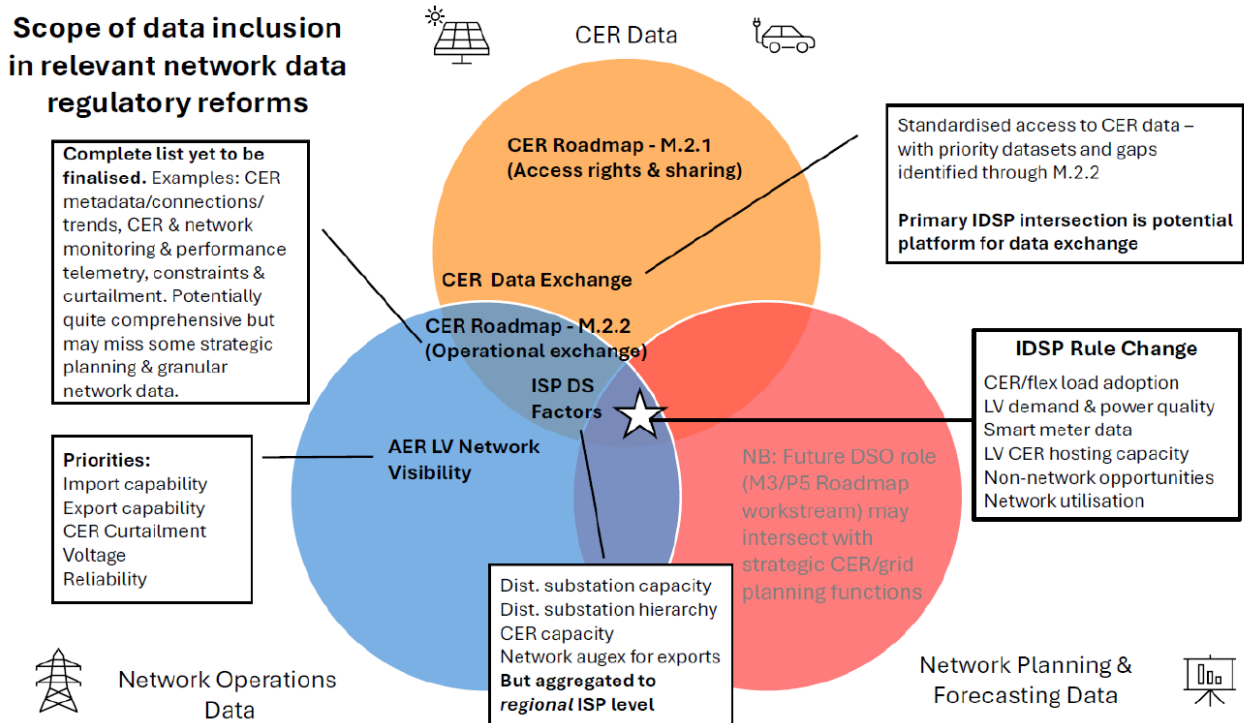 Scope of data inclusion
in relevant network data
regulatory reforms
CER Data
Complete list yet to be
finalised. Examples: CER
metadata/connections/
trends, CER & network
monitoring & performance
telemetry, constraints &
curtailment. Potentially
quite comprehensive but
may miss some strategic
planning & granular
network data.
CER Roadmap - M.2.1
(Access rights & sharing)
Standardised access to CER data –
with priority datasets and gaps
identified through M.2.2
Primary IDSP intersection is potential
platform for data exchange
CER Data Exchange
CER Roadmap - M.2.2
(Operational exchange)
ISP DS
Factors
IDSP Rule Change
CER/flex load adoption
LV demand & power quality
Smart meter data
LV CER hosting capacity
Non-network opportunities
Network utilisation
Priorities:
Import capability
Export capability
CER Curtailment
Voltage
Reliability
AER LV Network
Visibility
NB: Future DSO role
(M3/P5 Roadmap
workstream) may
intersect with
strategic CER/grid
planning functions
Dist. substation capacity
Dist. substation hierarchy
CER capacity
Network augex for exports
But aggregated to
regional ISP level
Network Operations
Data
Network Planning &
Forecasting Data